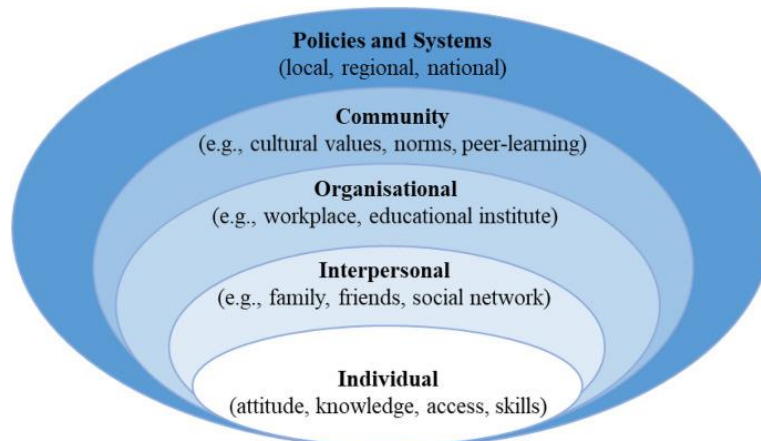 Policies and Systems
(local, regional, national)
Community
(e.g., cultural values, norms, peer-learning)
Organisational
(e.g., workplace, educational institute)
Interpersonal
(e.g., family, friends, social network)
Individual
(attitude, knowledge, access, skills)